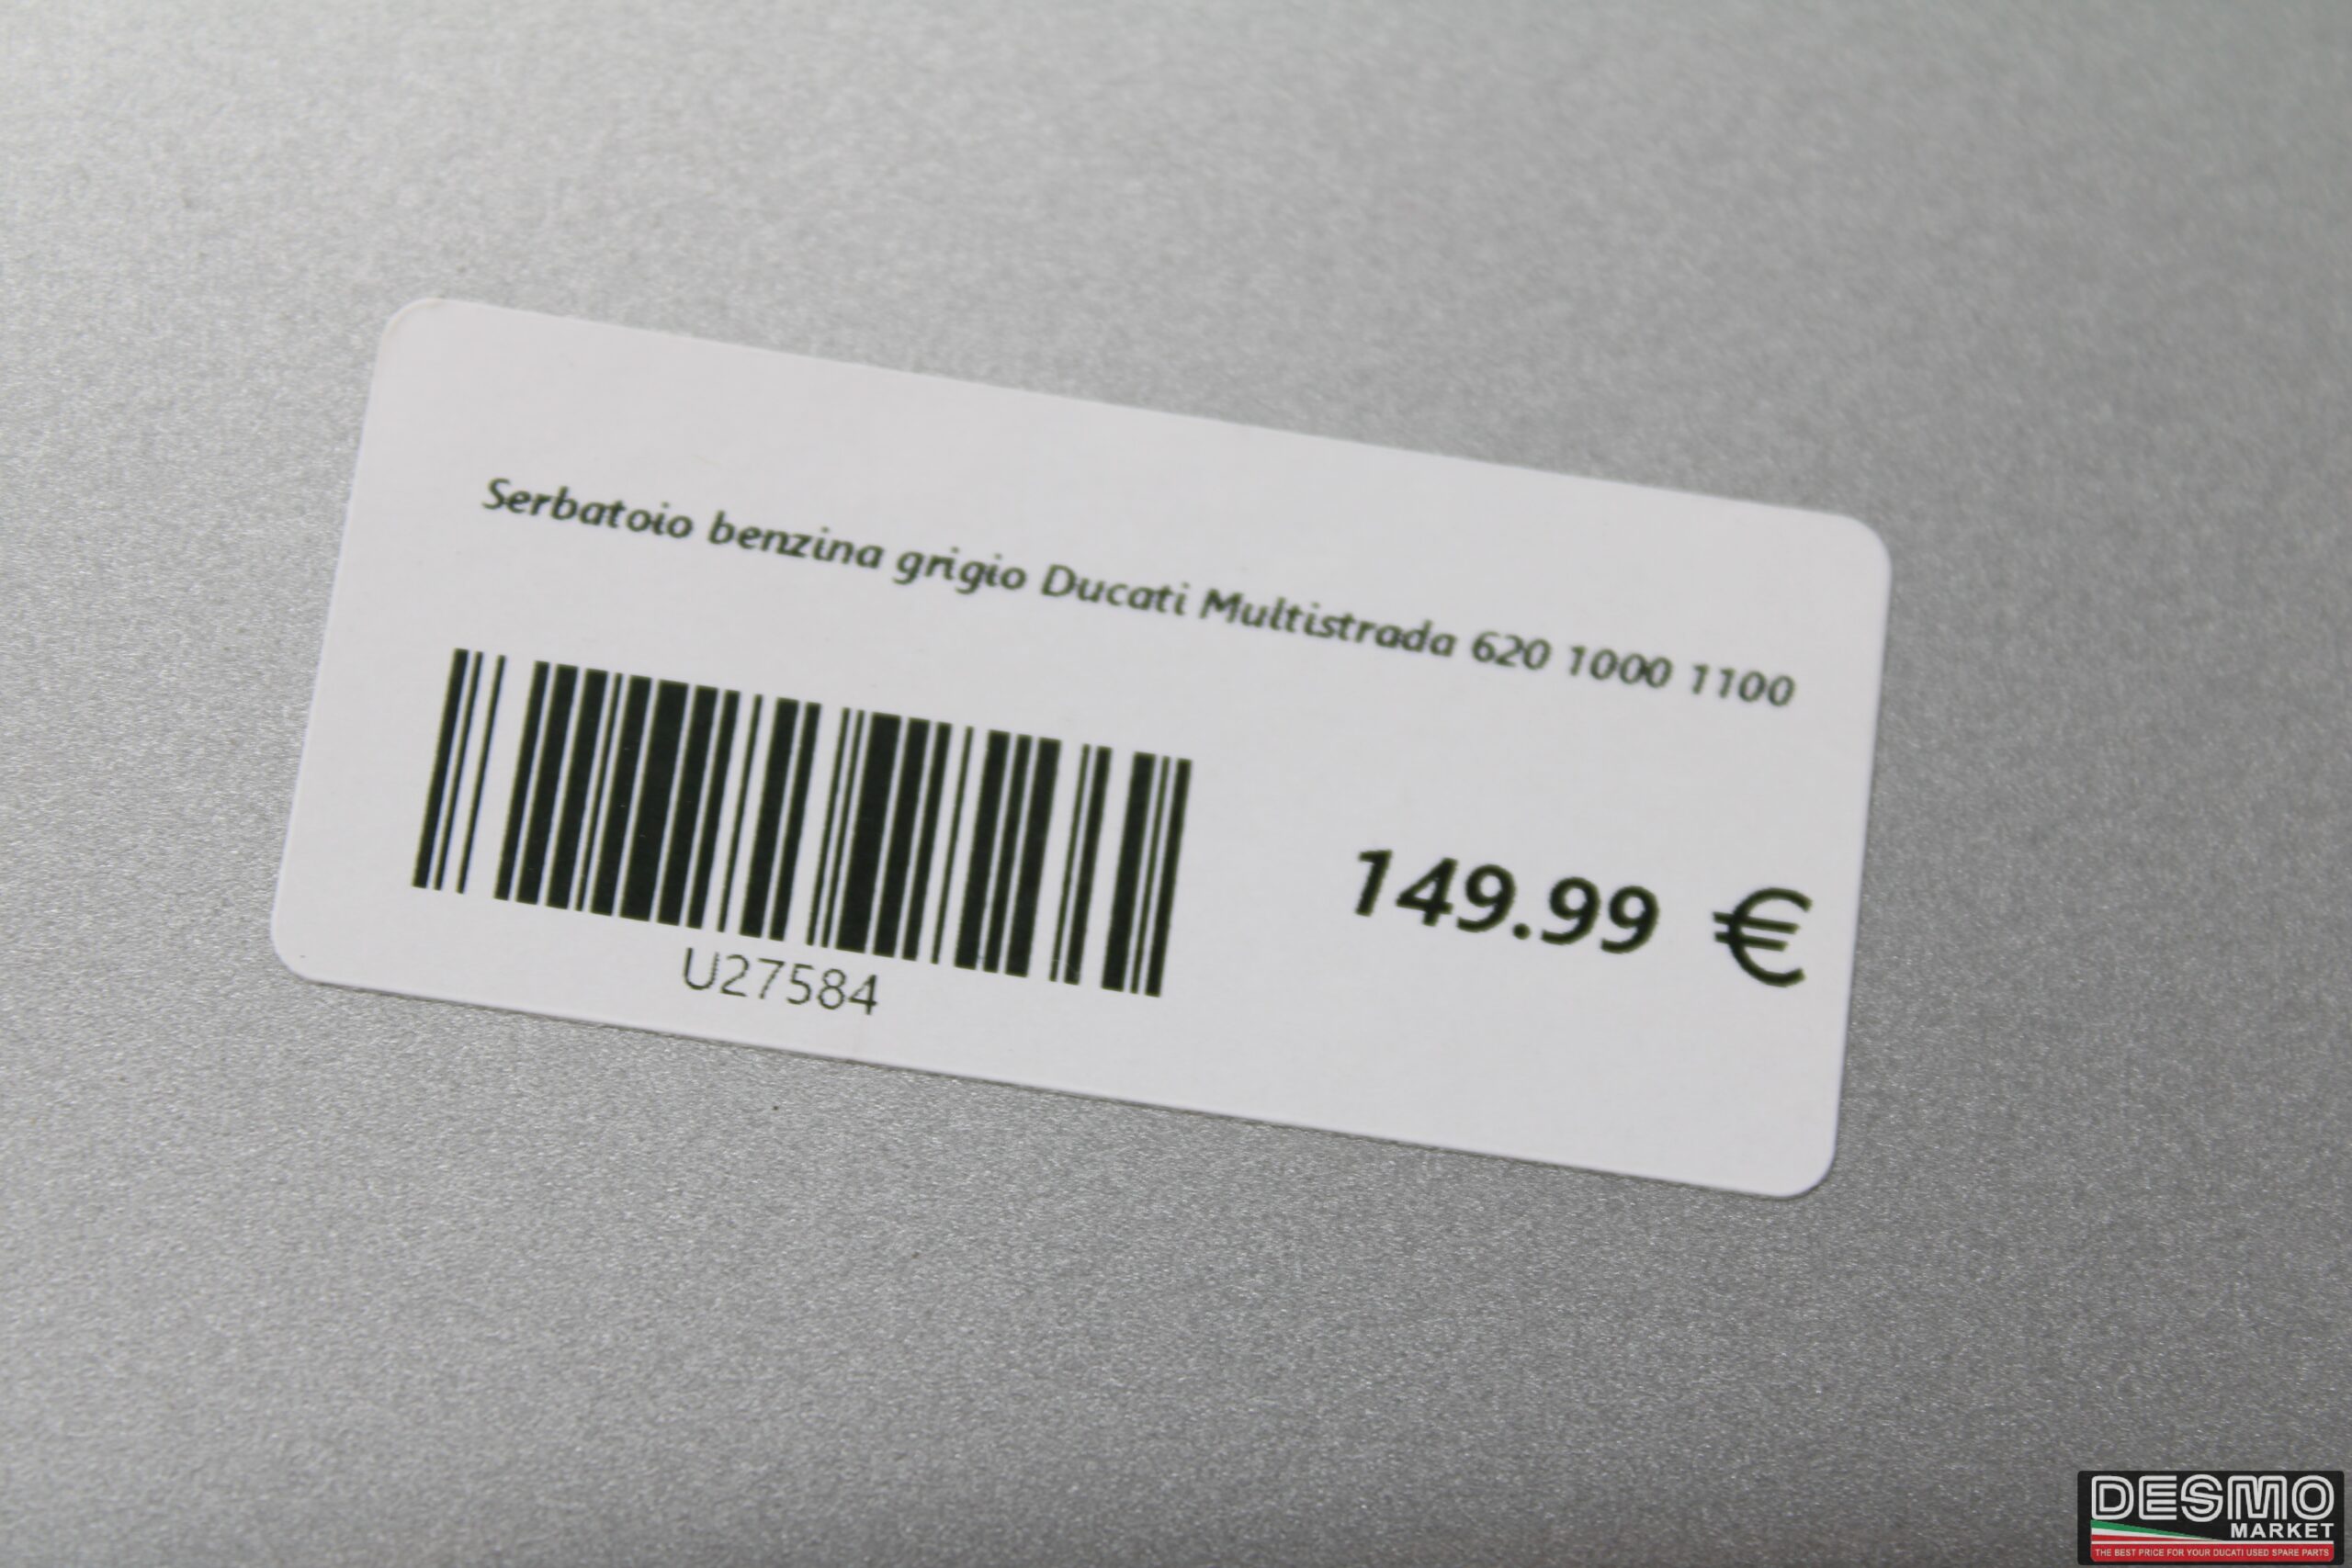 Serbatoio benzina grigio Ducati Multistrada 620 1000 1100
149.99 €
U27584
DESMO
MARKET
THE BEST PRICE FOR YOUR DUCATI USED SPARE PARTS